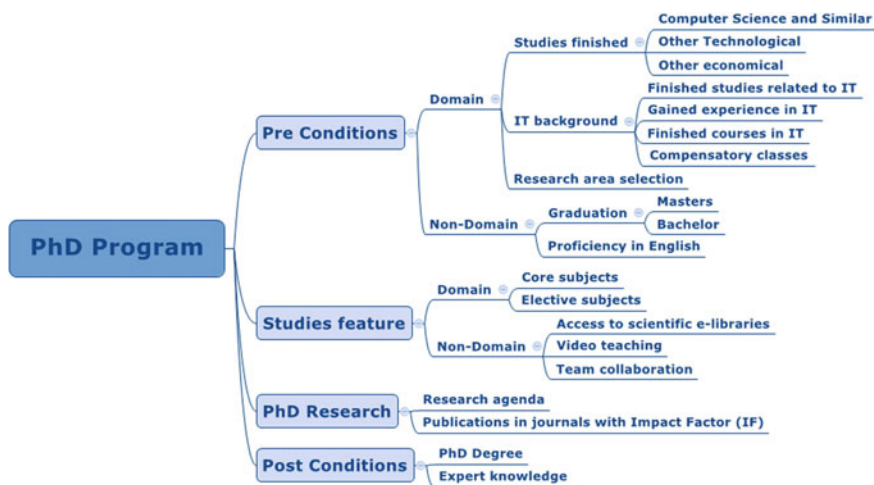 PhD Program
Pre Conditions
Domain
Studies finished
Computer Science and Similar
Other Technological
Other economical
IT background
Finished studies related to IT
Gained experience in IT
Finished courses in IT
Compensatory classes
Research area selection
Non-Domain
Graduation
Masters
Bachelor
Proficiency in English
Studies feature
Domain
Core subjects
Elective subjects
Non-Domain
Access to scientific e-libraries
Video teaching
Team collaboration
PhD Research
Research agenda
Publications in journals with Impact Factor (IF)
Post Conditions
PhD Degree
Expert knowledge